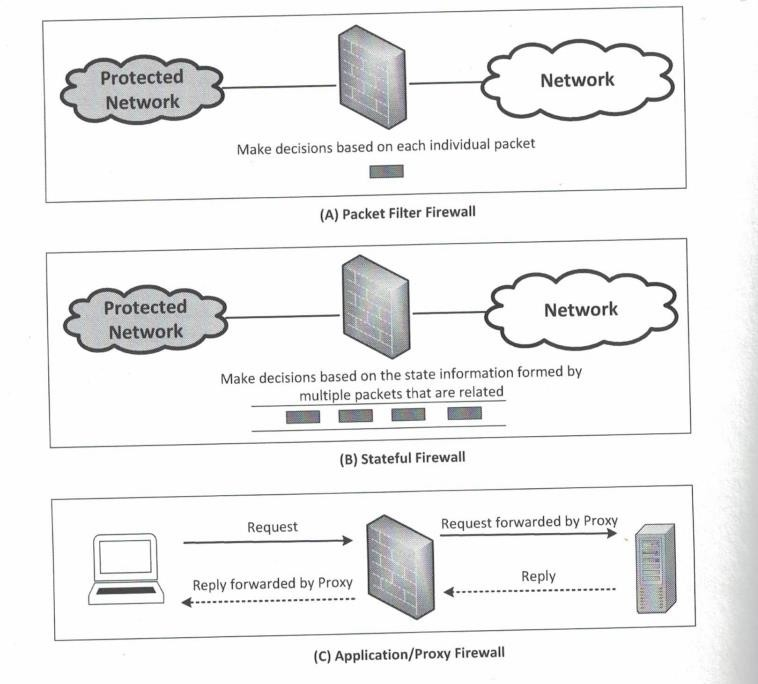 Protected
Network
Network
Make decisions based on each individual packet
(A) Packet Filter Firewall
Protected
Network
Network
Make decisions based on the state information formed by
multiple packets that are related
(B) Stateful Firewall
Request
Request forwarded by Proxy
Reply forwarded by Proxy
Reply
(C) Application/Proxy Firewall